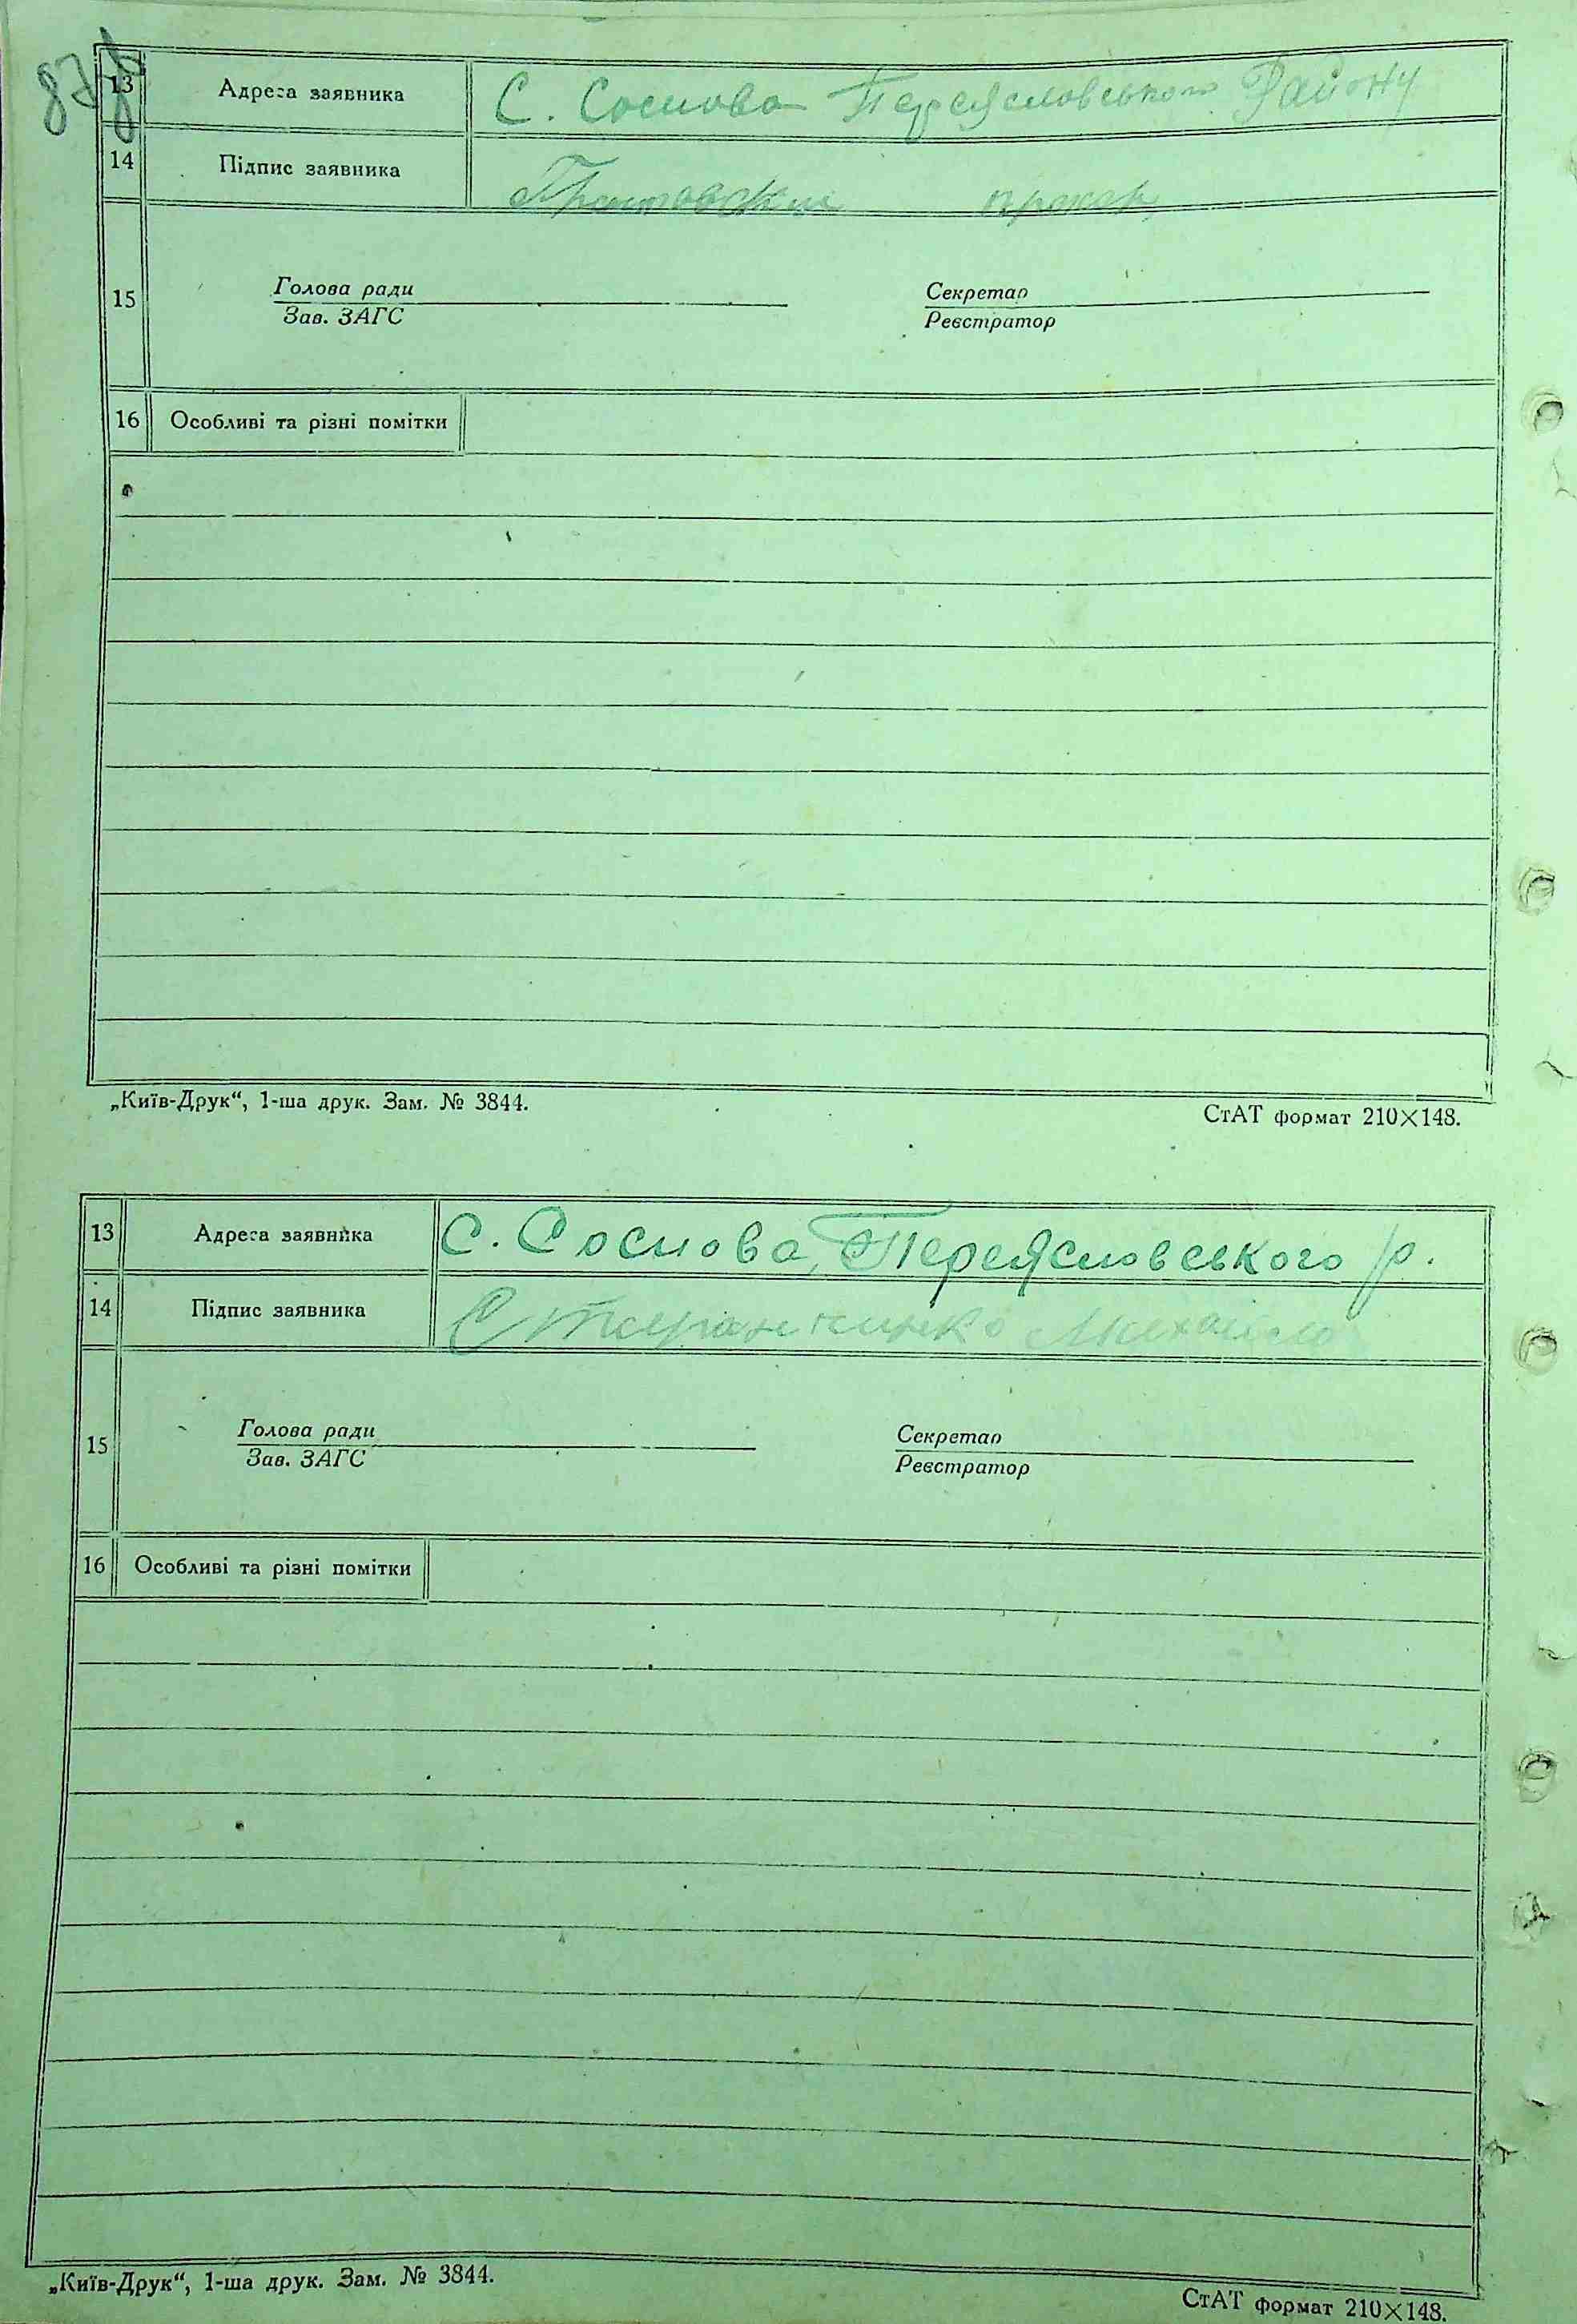 13 Адреса заявника С. Соснова Переяславського Району
14 Підпис заявника
15 Голова ради Секретар
Зав. ЗАГС Реєстратор
16 Особливі та різні помітки
„Київ-Друк“, 1-ша друк. Зам. № 3844. СтАТ формат 210×148.
13 Адреса заявника С. Соснова, Переяславського р.
14 Підпис заявника Михайло
15 Голова ради Секретар
Зав. ЗАГС Реєстратор
16 Особливі та різні помітки
„Київ-Друк“, 1-ша друк. Зам. № 3844. СтАТ формат 210×148.